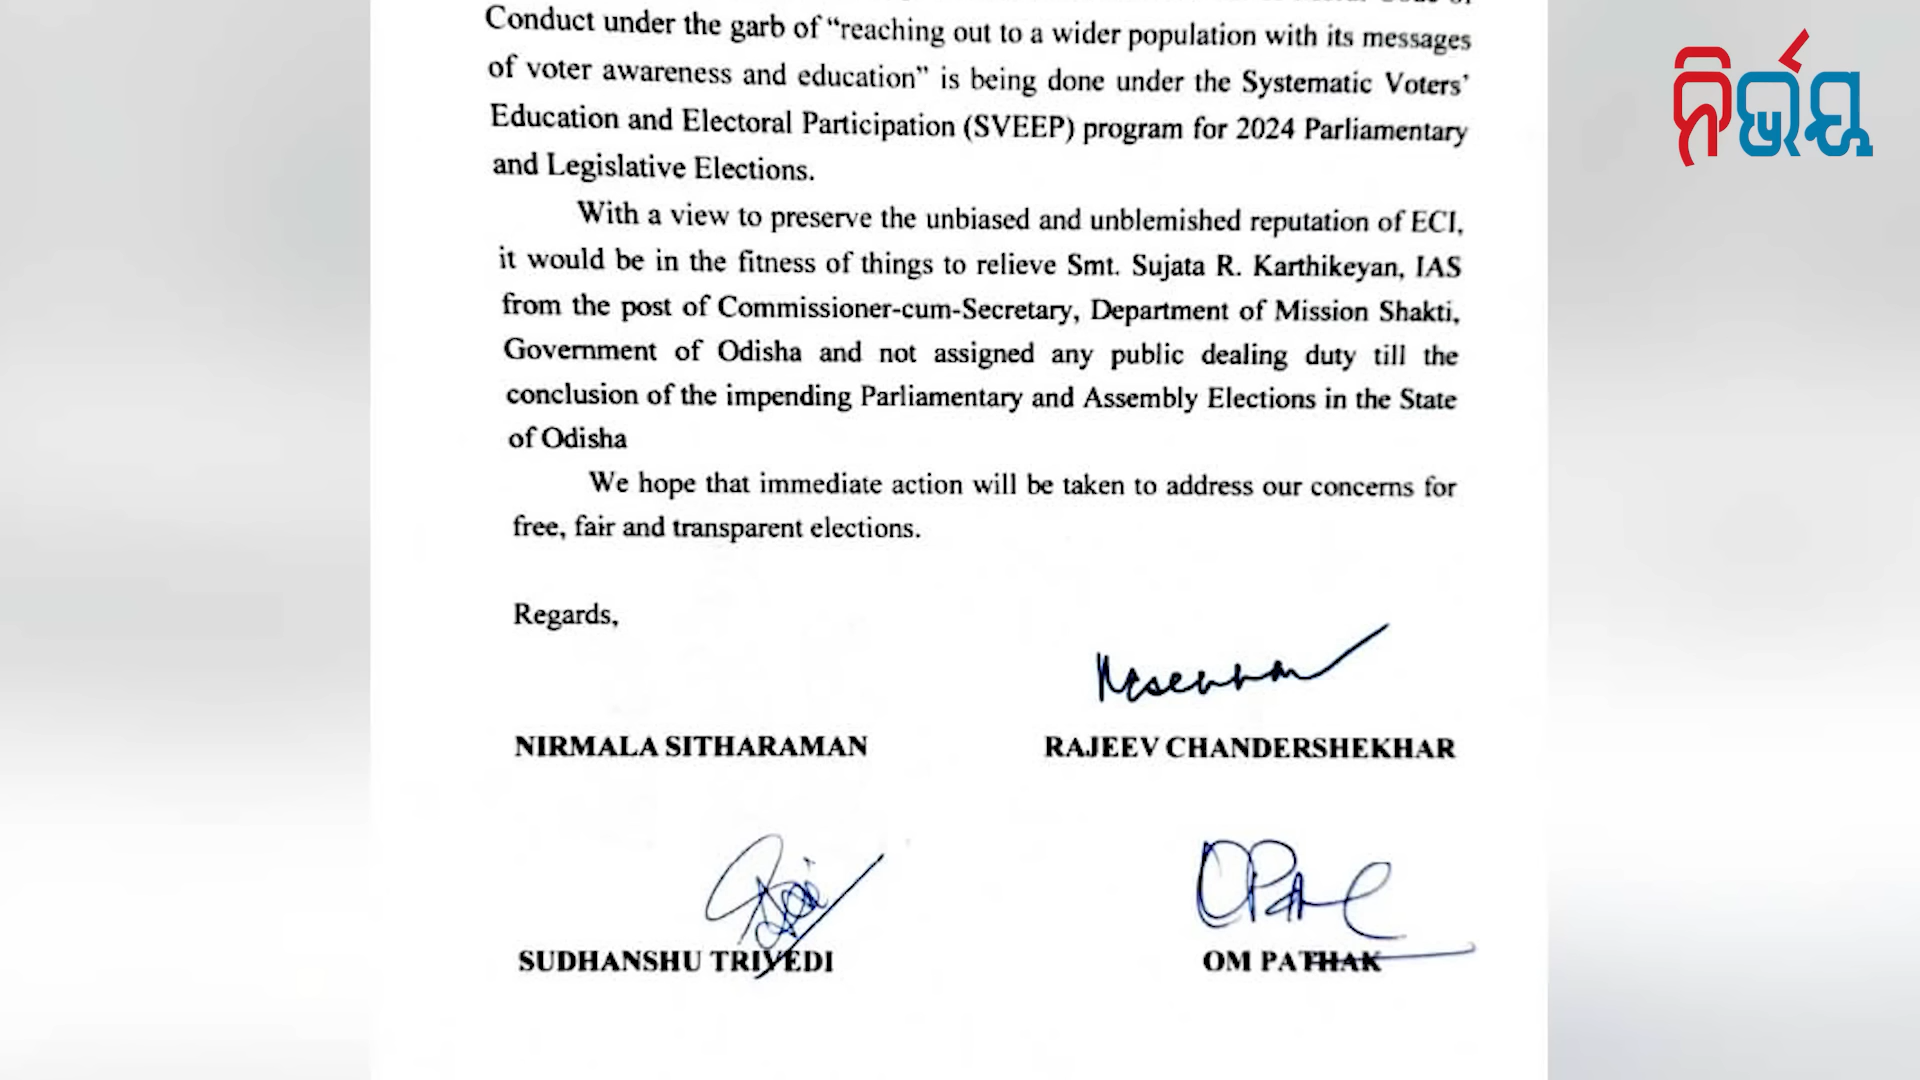 Conduct under the garb of “reaching out to a wider population with its messages
of voter awareness and education” is being done under the Systematic Voters’
Education and Electoral Participation (SVEEP) program for 2024 Parliamentary
and Legislative Elections.
With a view to preserve the unbiased and unblemished reputation of ECI,
it would be in the fitness of things to relieve Smt. Sujata R. Karthikeyan, IAS
from the post of Commissioner-cum-Secretary, Department of Mission Shakti,
Government of Odisha and not assigned any public dealing duty till the
conclusion of the impending Parliamentary and Assembly Elections in the State
of Odisha
We hope that immediate action will be taken to address our concerns for
free, fair and transparent elections.
Regards,
NIRMALA SITHARAMAN
RAJEEV CHANDERSHEKHAR
SUDHANSHU TRIVEDI
OM PATHAK
ନିର୍ଭୟ